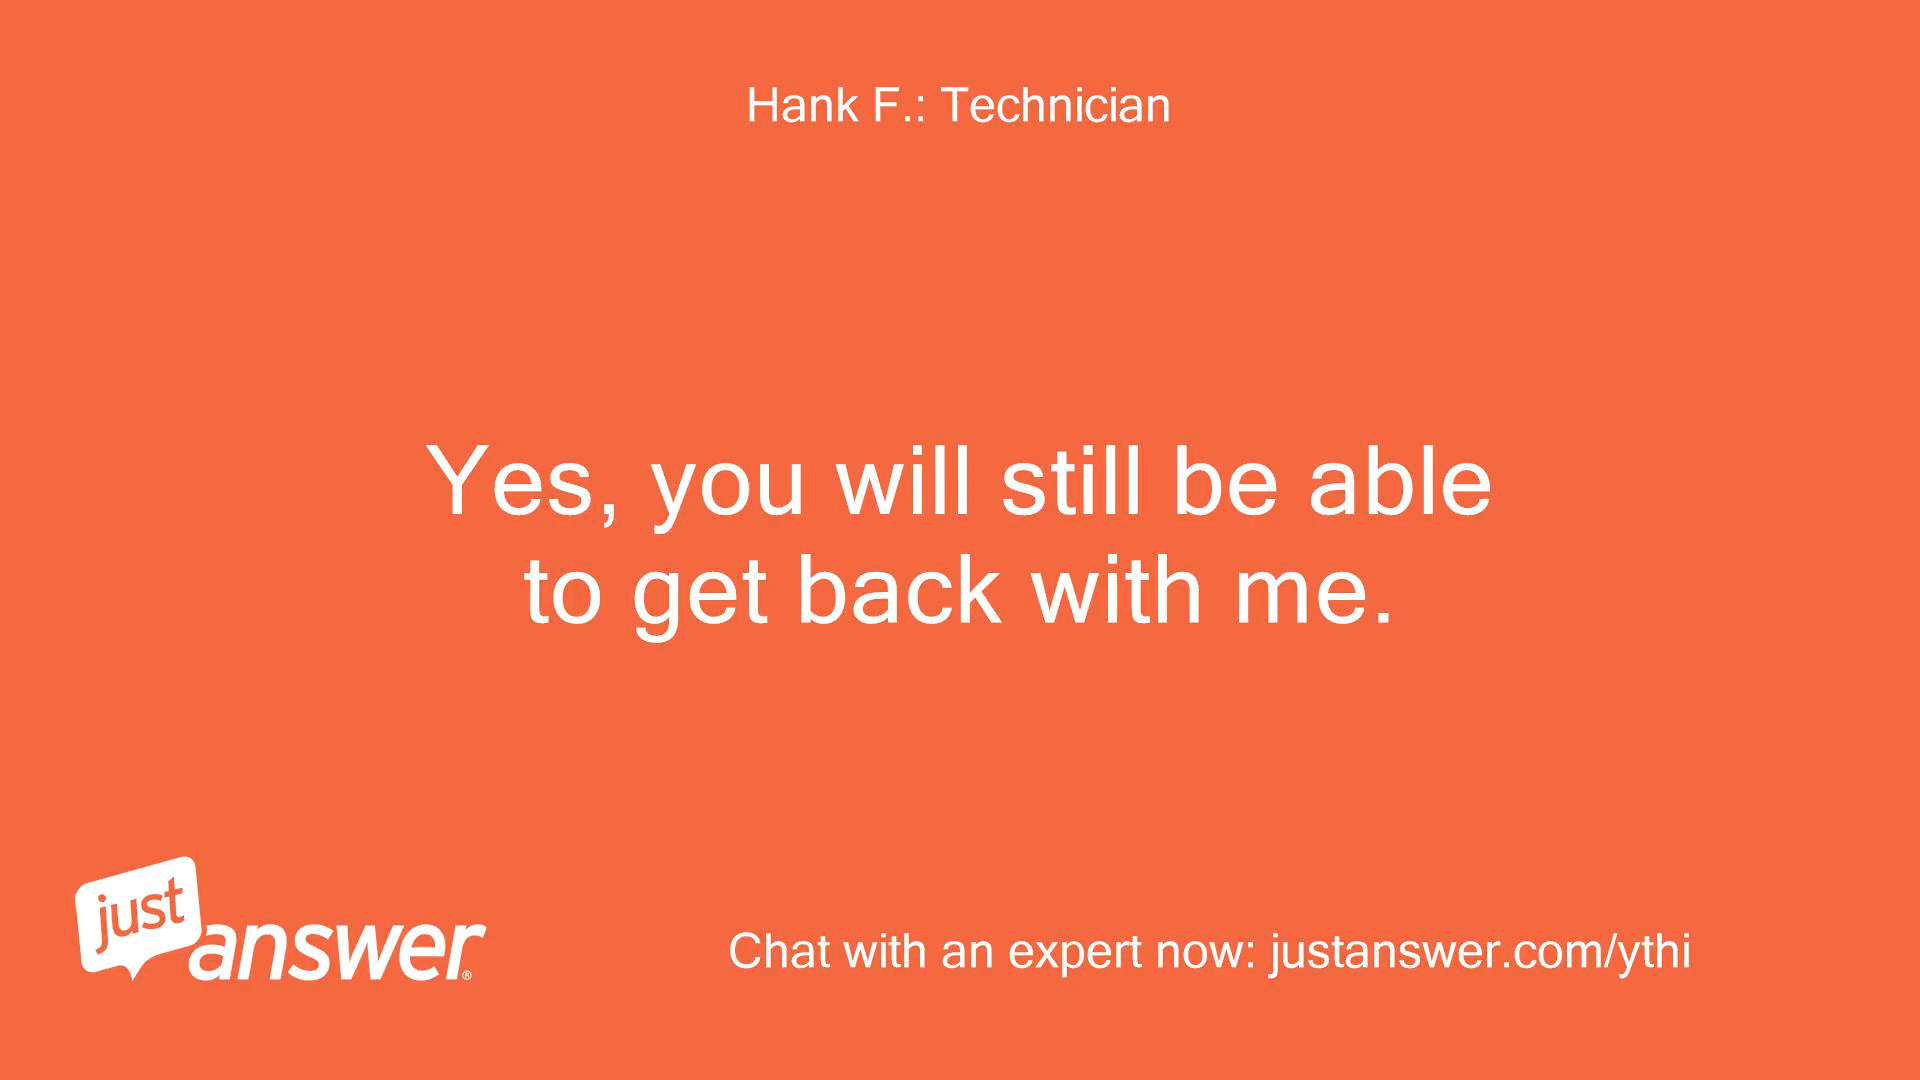 Hank F.: Technician
Yes, you will still be able
to get back with me.
just
answer®
Chat with an expert now: justanswer.com/ythi